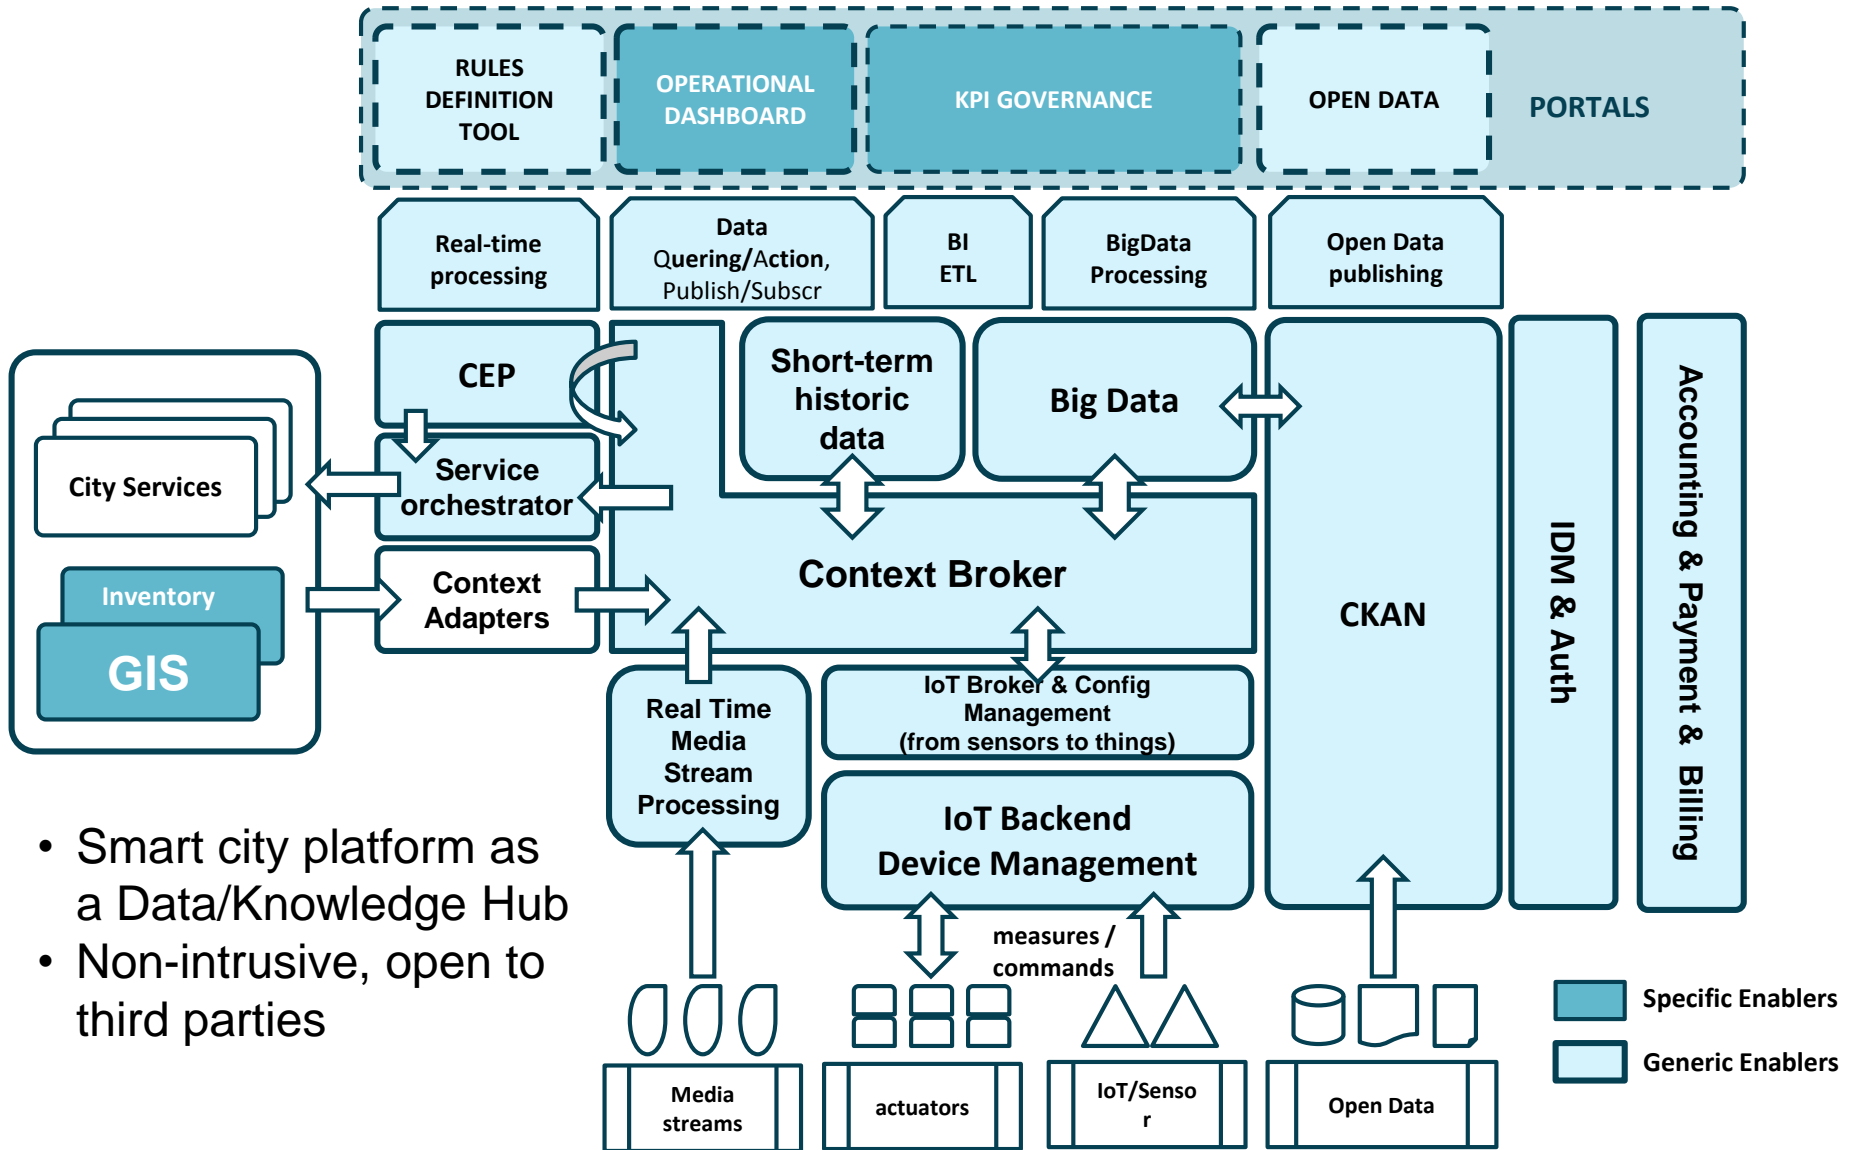 RULES
DEFINITION
TOOL
OPERATIONAL
DASHBOARD
KPI GOVERNANCE
OPEN DATA
PORTALS
Real-time
processing
Data
Quering/Action,
Publish/Subscr
BI
ETL
BigData
Processing
Open Data
publishing
CEP
Short-term
historic
data
Big Data
City Services
Service
orchestrator
Inventory
GIS
Context
Adapters
Context Broker
CKAN
IDM & Auth
Accounting & Payment & Billing
Real Time
Media
Stream
Processing
IoT Broker & Config
Management
(from sensors to things)
IoT Backend
Device Management
• Smart city platform as
a Data/Knowledge Hub
• Non-intrusive, open to
third parties
measures /
commands
Media
streams
actuators
IoT/Senso
r
Open Data
Specific Enablers
Generic Enablers